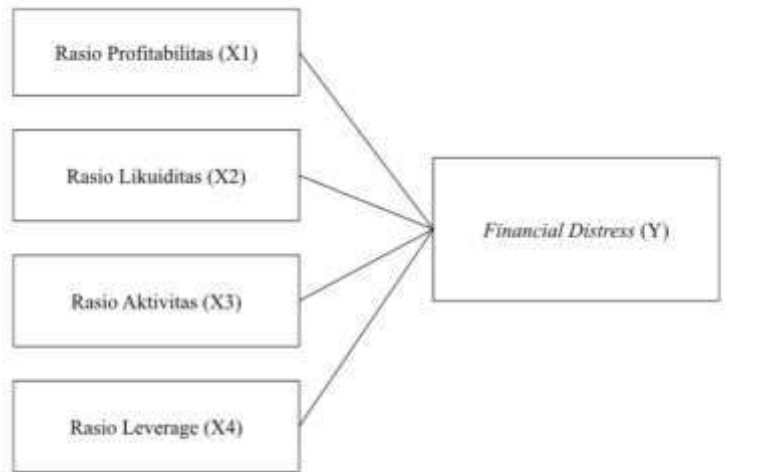 Rasio Profitabilitas (X1)
Rasio Likuiditas (X2)
Financial Distress (Y)
Rasio Aktivitas (X3)
Rasio Leverage (X4)